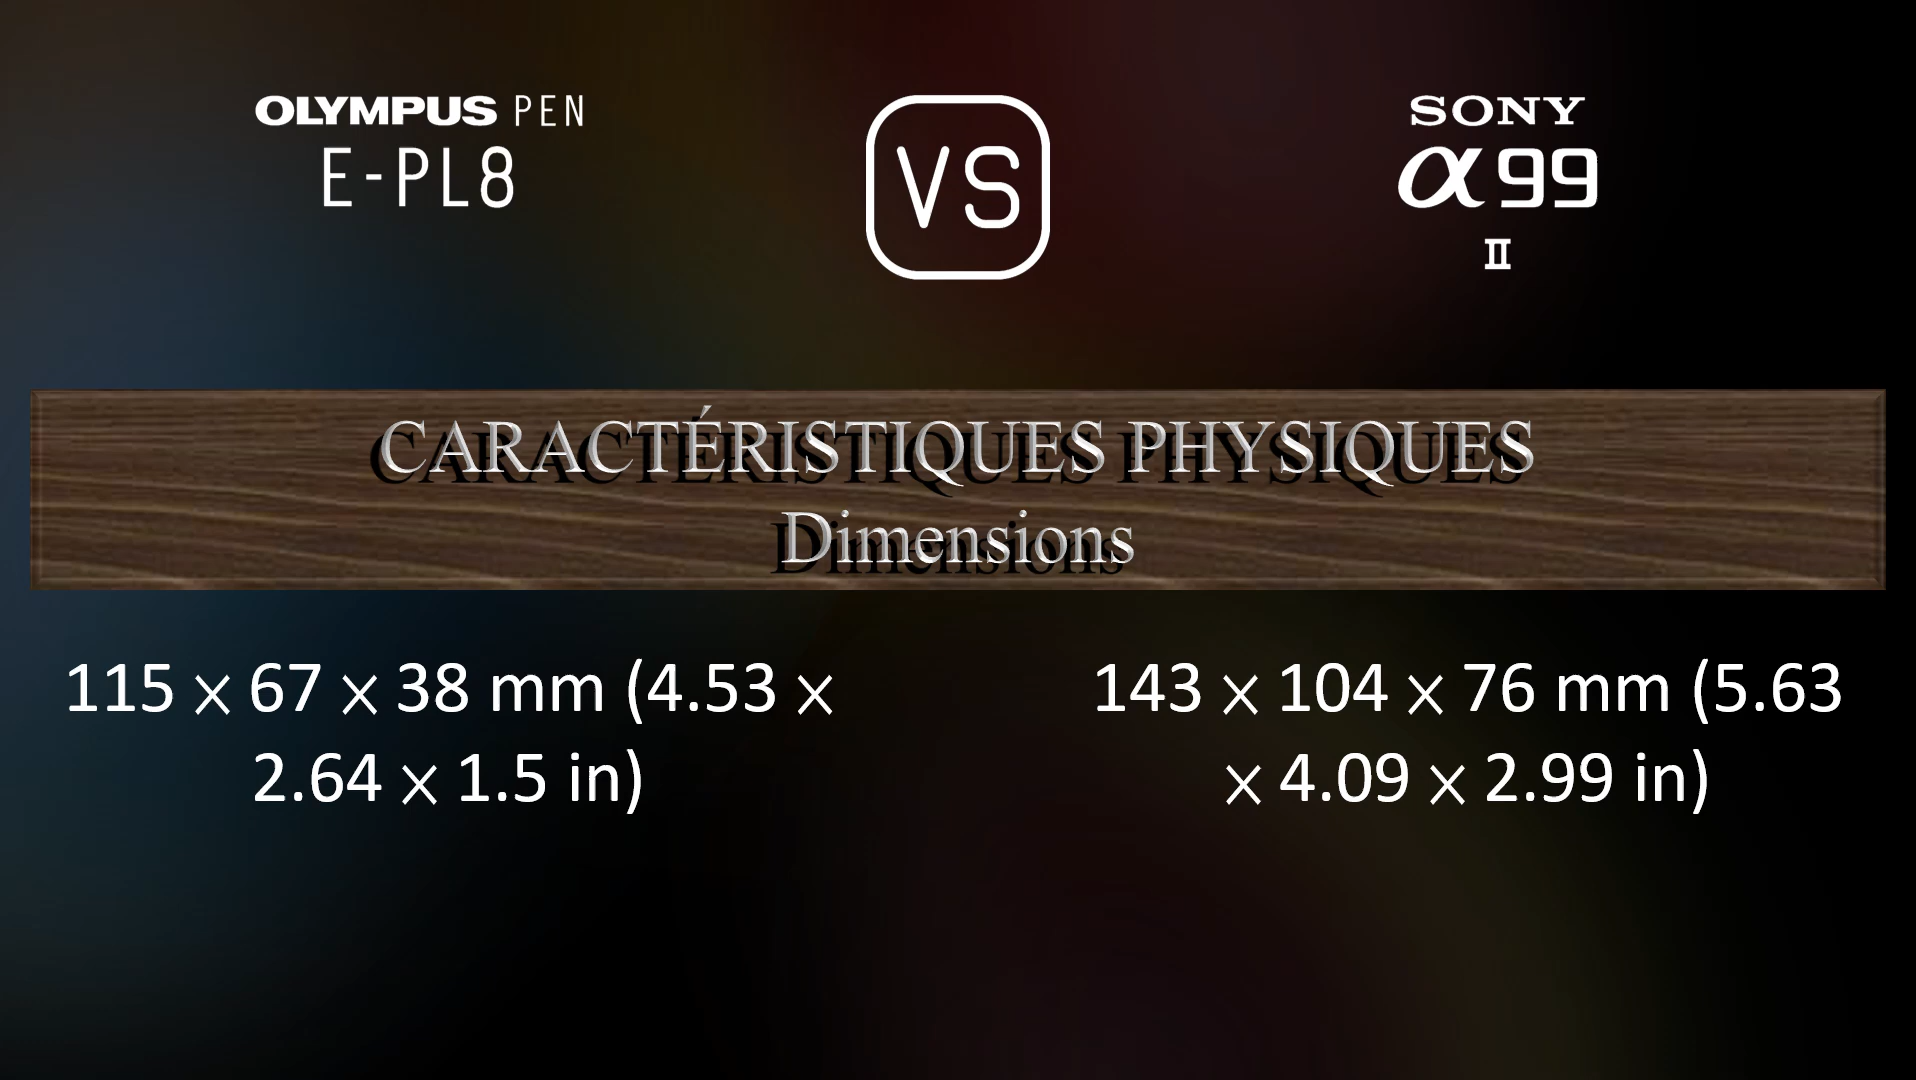 OLYMPUS PEN
E-PL8
VS
SONY
α99
II
CARACTÉRISTIQUES PHYSIQUES
Dimensions
115 x 67 x 38 mm (4.53 x
2.64 x 1.5 in)
143 x 104 x 76 mm (5.63
x 4.09 x 2.99 in)